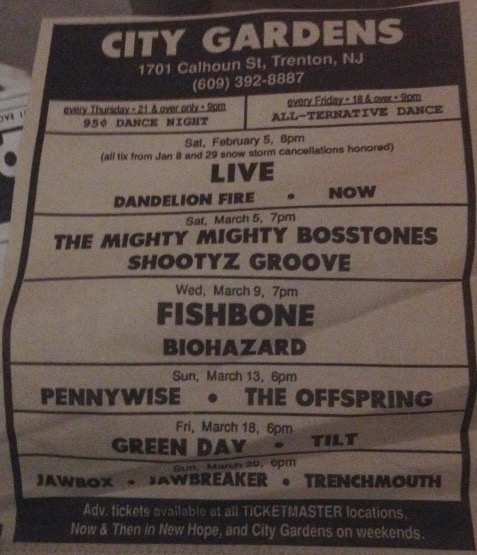 CITY GARDENS
1701 Calhoun St, Trenton, NJ
(609) 392-8887
every Thursday • 21 & over only • 9pm
95¢ DANCE NIGHT
every Friday • 18 & over • 9pm
ALL-TERNATIVE DANCE
Sat, February 5, 8pm
(all tix from Jan 8 and 29 snow storm cancellations honored)
LIVE
DANDELION FIRE • NOW
Sat, March 5, 7pm
THE MIGHTY MIGHTY BOSSTONES
SHOOTYZ GROOVE
Wed, March 9, 7pm
FISHBONE
BIOHAZARD
Sun, March 13, 6pm
PENNYWISE • THE OFFSPRING
Fri, March 18, 6pm
GREEN DAY • TILT
Sun, March 20, 6pm
JAWBOX • JAWBREAKER • TRENCHMOUTH
Adv. tickets available at all TICKETMASTER locations,
Now & Then in New Hope, and City Gardens on weekends.